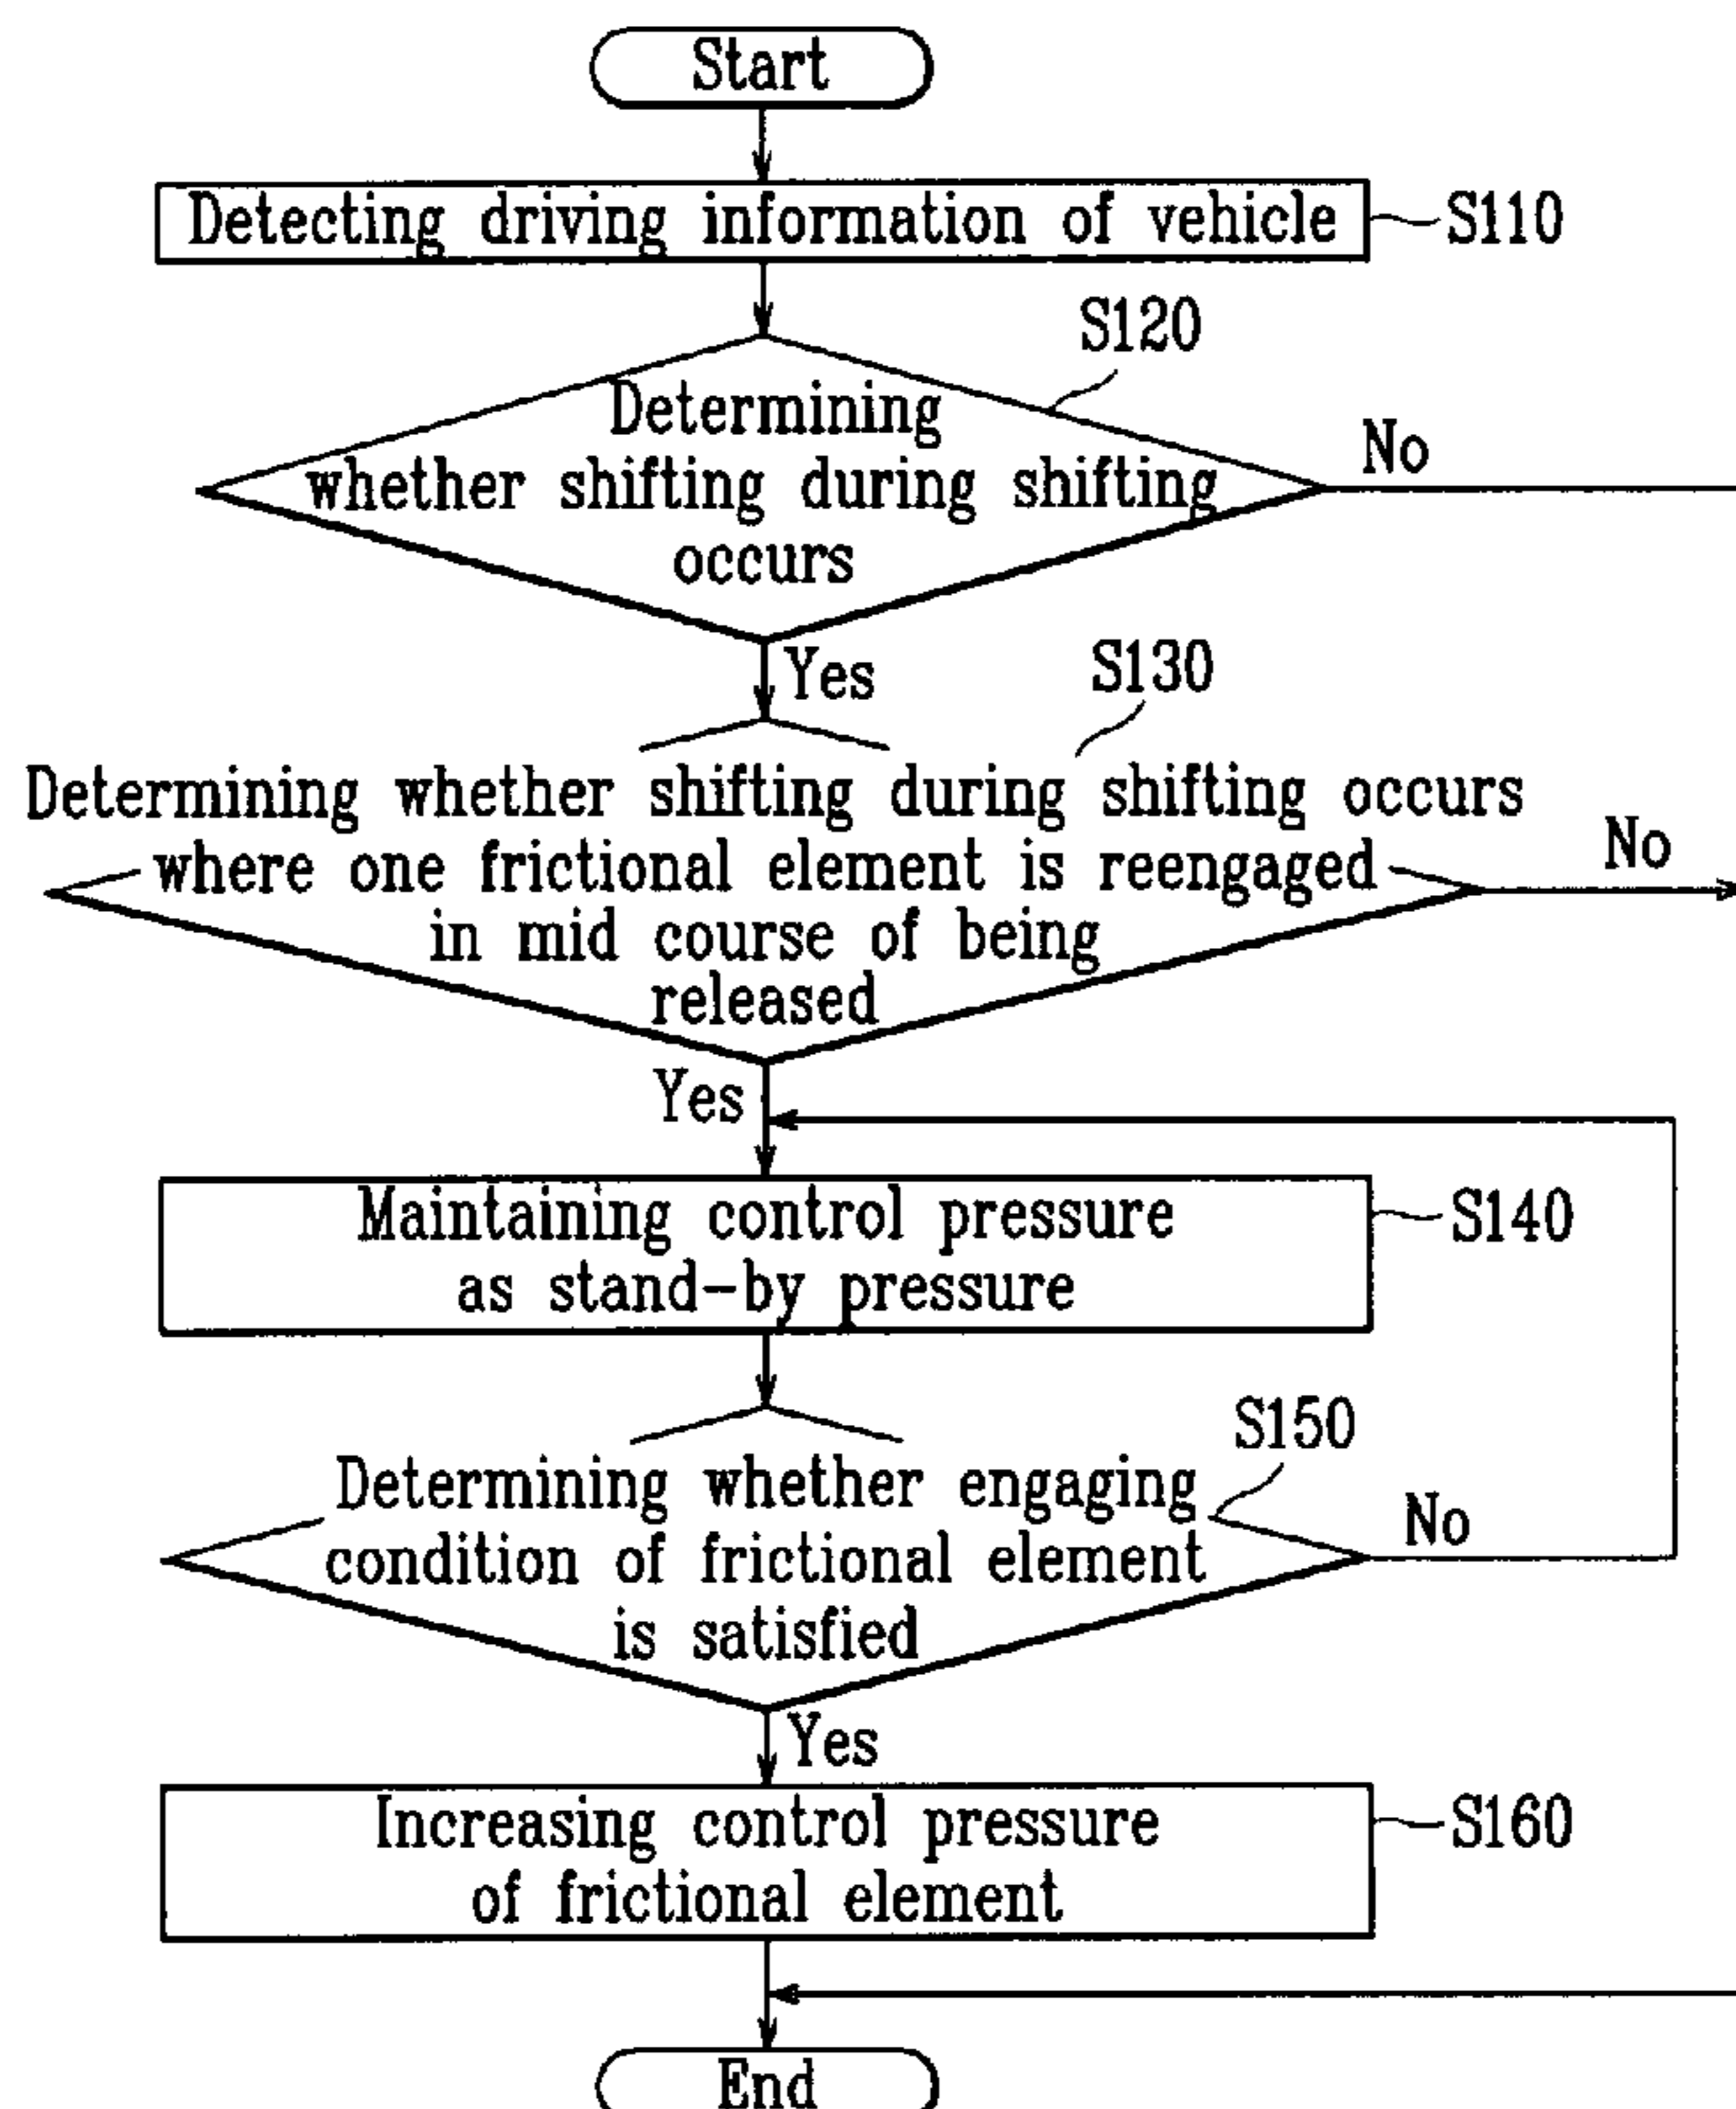 Start
Detecting driving information of vehicle
S110
S120
Determining
whether shifting during shifting
occurs
No
Yes
S130
Determining whether shifting during shifting occurs
where one frictional element is reengaged
in mid course of being
released
No
Yes
Maintaining control pressure
as stand-by pressure
S140
S150
Determining whether engaging
condition of frictional element
is satisfied
No
Yes
Increasing control pressure
of frictional element
S160
End